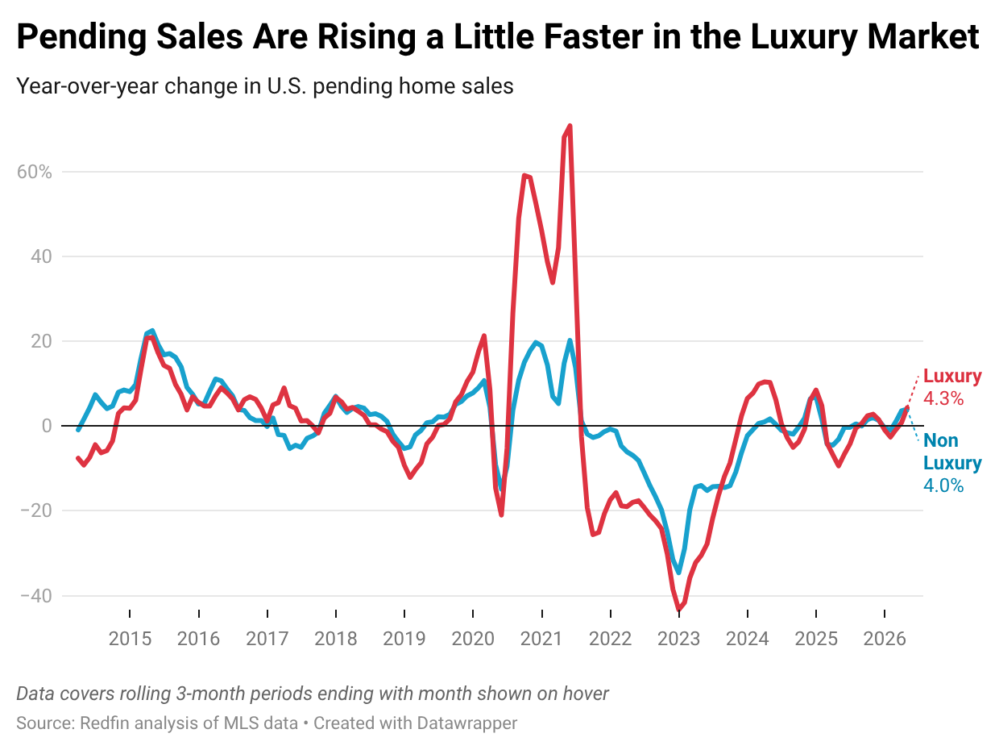 Pending Sales Are Rising a Little Faster in the Luxury Market
Year-over-year change in U.S. pending home sales
60%
40
20
0
−20
−40
Luxury
4.3%
Non
Luxury
4.0%
2015 2016 2017 2018 2019 2020 2021 2022 2023 2024 2025 2026
Data covers rolling 3-month periods ending with month shown on hover
Source: Redfin analysis of MLS data • Created with Datawrapper